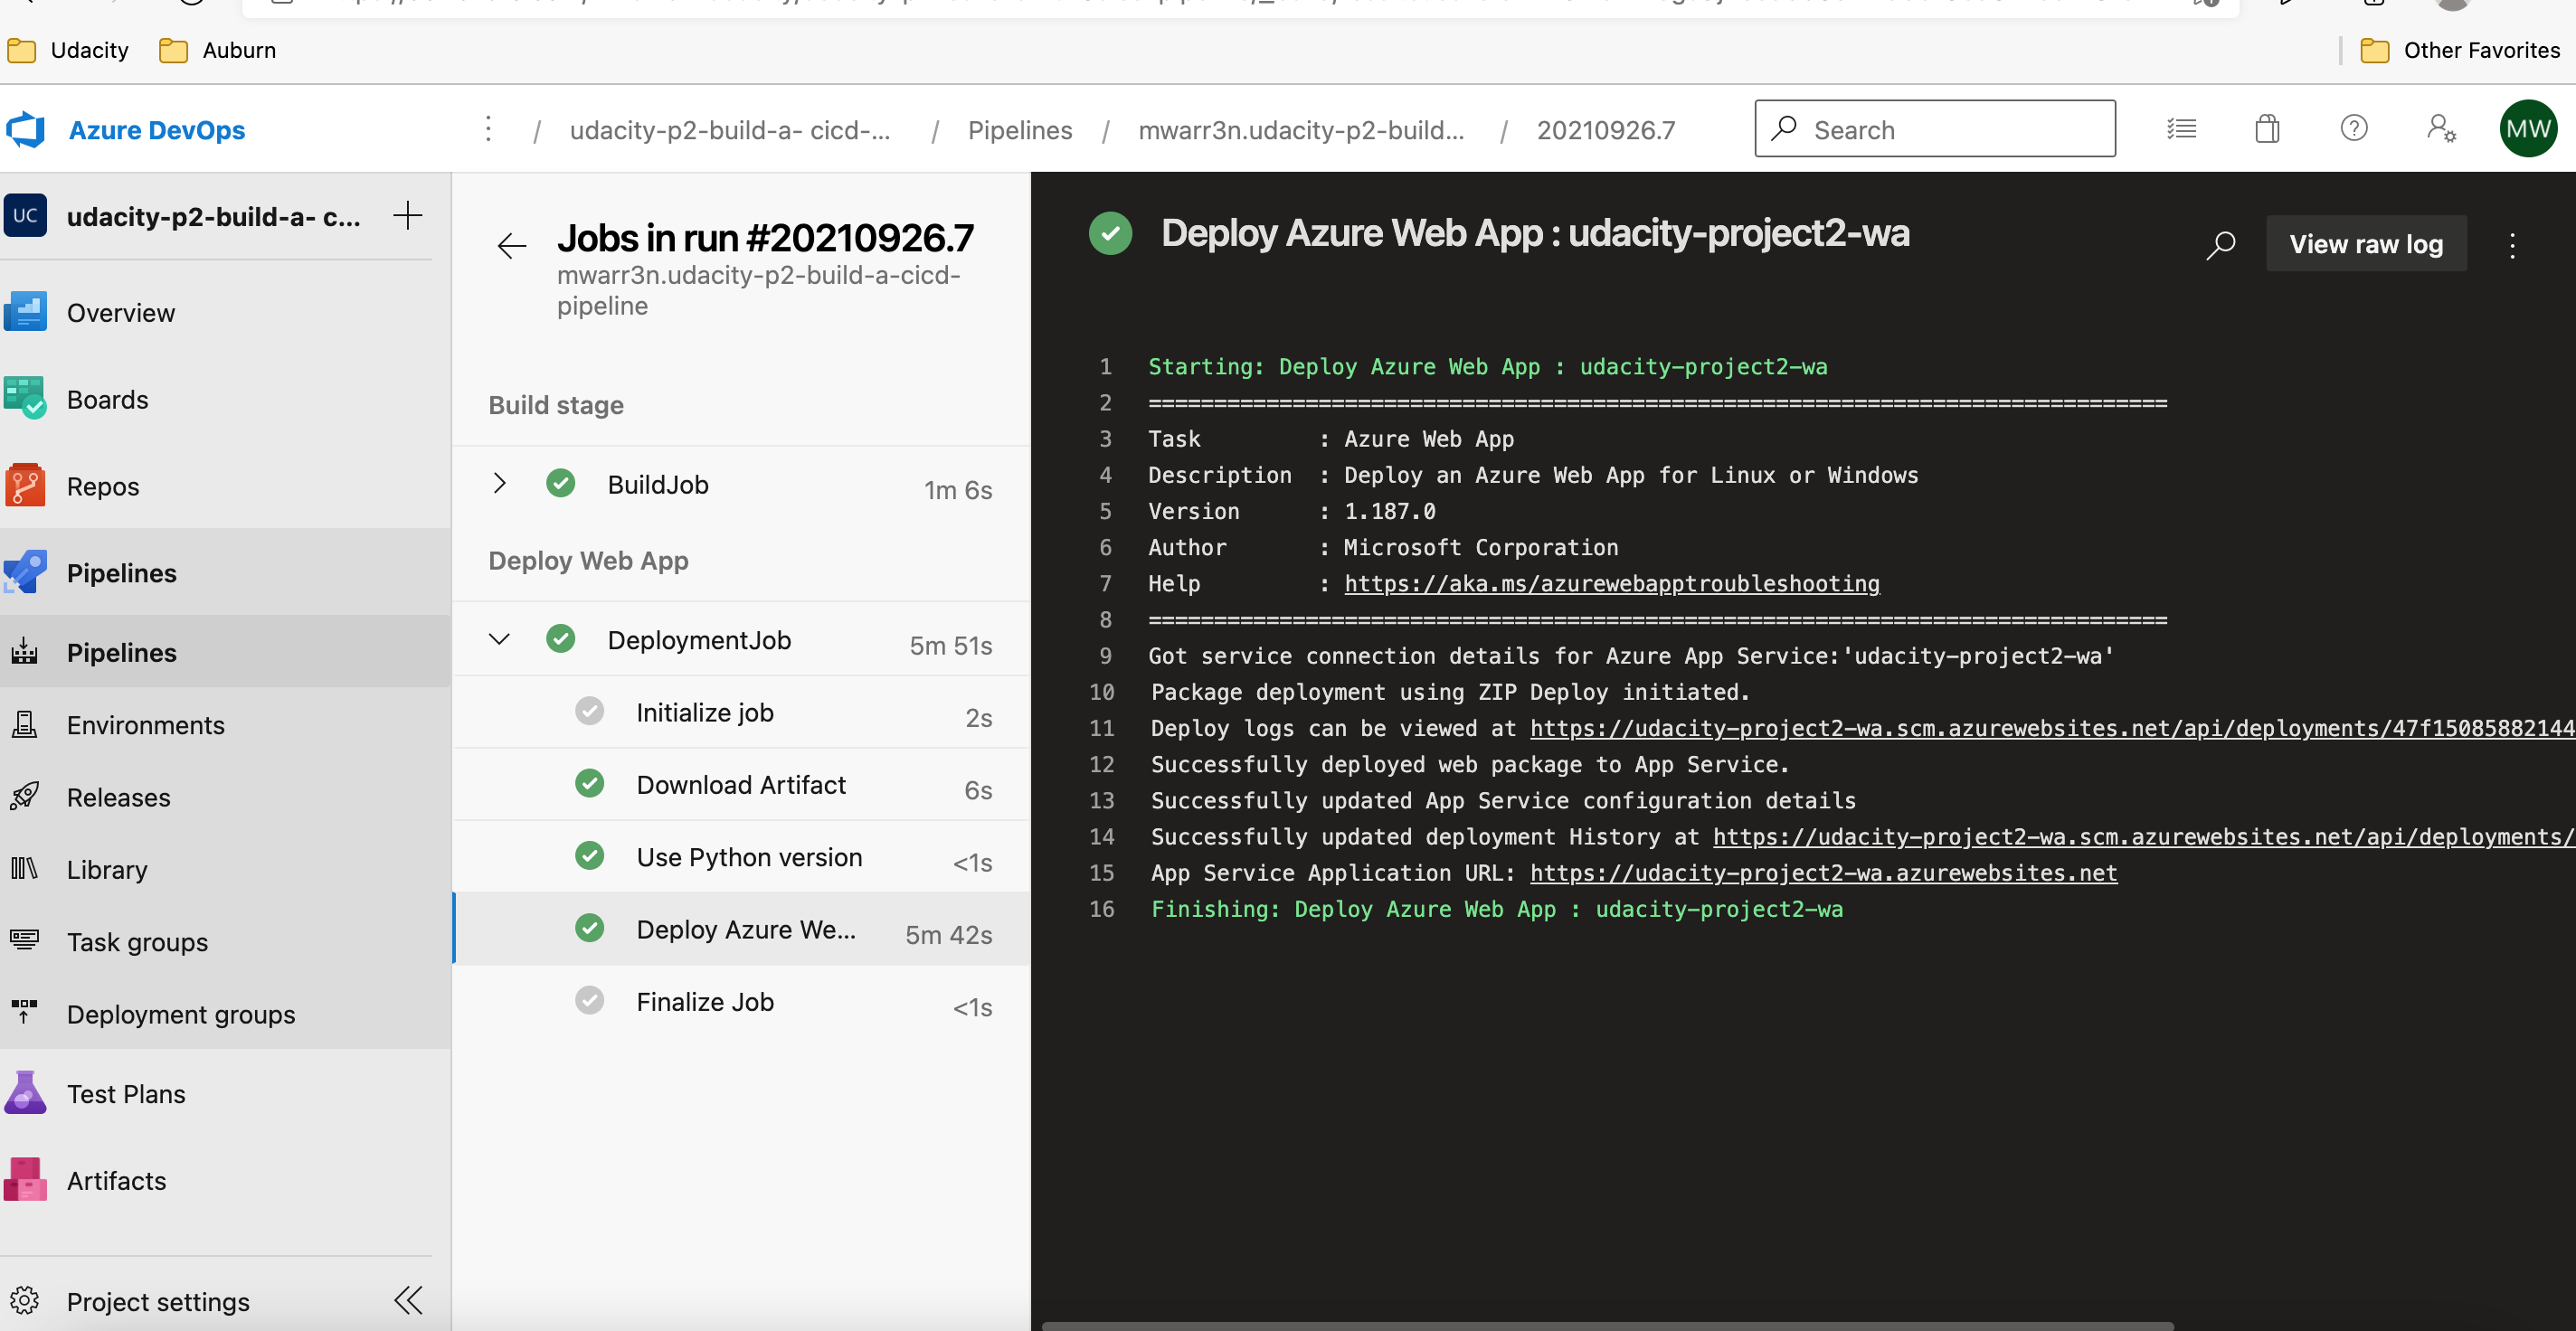 Udacity
Auburn
Other Favorites
Azure DevOps
/ udacity-p2-build-a- cicd-... / Pipelines / mwarr3n.udacity-p2-build... / 20210926.7
Search
MW
UC
udacity-p2-build-a- c...
Overview
Boards
Repos
Pipelines
Pipelines
Environments
Releases
Library
Task groups
Deployment groups
Test Plans
Artifacts
Project settings
Jobs in run #20210926.7
mwarr3n.udacity-p2-build-a-cicd-
pipeline
Build stage
BuildJob 1m 6s
Deploy Web App
DeploymentJob 5m 51s
Initialize job 2s
Download Artifact 6s
Use Python version <1s
Deploy Azure We... 5m 42s
Finalize Job <1s
Deploy Azure Web App : udacity-project2-wa
View raw log
1 Starting: Deploy Azure Web App : udacity-project2-wa
2 ==============================================================================
3 Task : Azure Web App
4 Description : Deploy an Azure Web App for Linux or Windows
5 Version : 1.187.0
6 Author : Microsoft Corporation
7 Help : https://aka.ms/azurewebapptroubleshooting
8 ==============================================================================
9 Got service connection details for Azure App Service:'udacity-project2-wa'
10 Package deployment using ZIP Deploy initiated.
11 Deploy logs can be viewed at https://udacity-project2-wa.scm.azurewebsites.net/api/deployments/47f15085882144
12 Successfully deployed web package to App Service.
13 Successfully updated App Service configuration details
14 Successfully updated deployment History at https://udacity-project2-wa.scm.azurewebsites.net/api/deployments/
15 App Service Application URL: https://udacity-project2-wa.azurewebsites.net
16 Finishing: Deploy Azure Web App : udacity-project2-wa